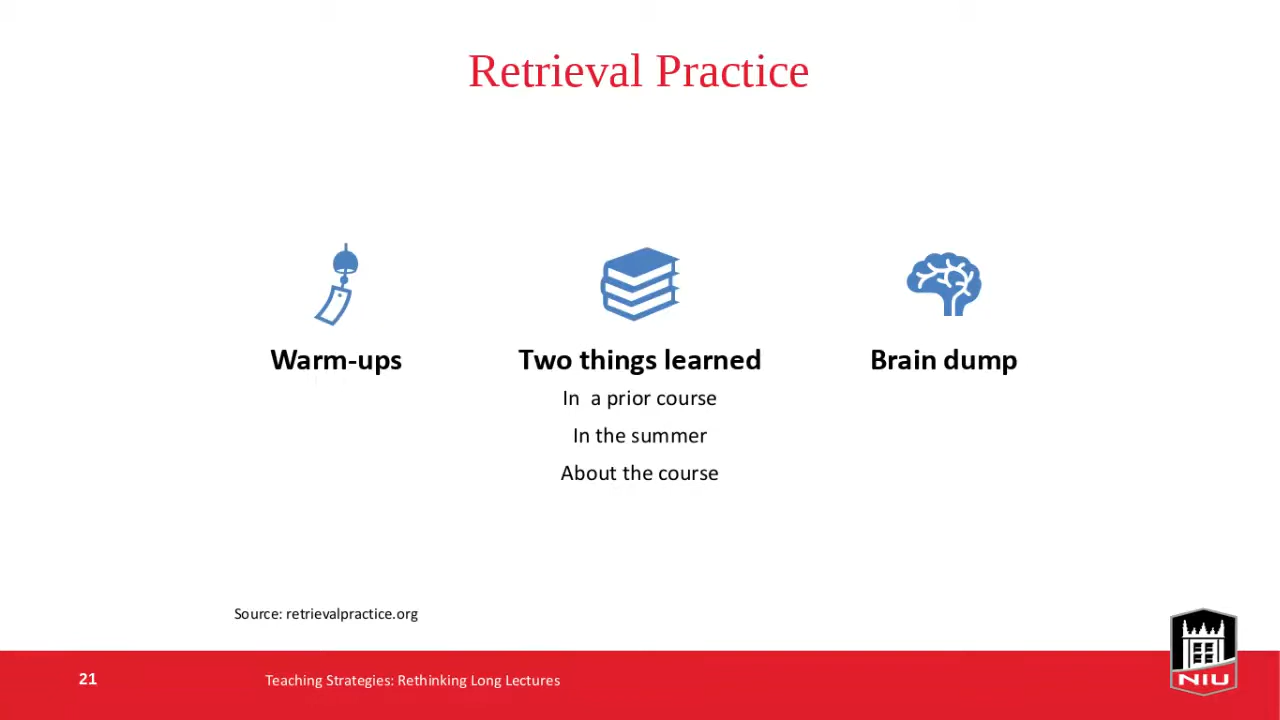 Retrieval Practice
Warm-ups
Two things learned
In  a prior course
In the summer
About the course
Brain dump
Source: retrievalpractice.org
21
Teaching Strategies: Rethinking Long Lectures
NIU